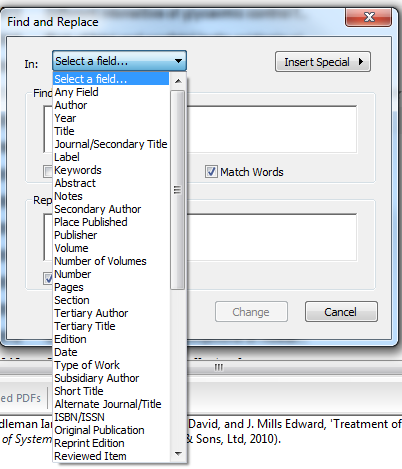 Find and Replace
In:
Select a field...
Insert Special
Select a field...
Any Field
Author
Year
Title
Journal/Secondary Title
Label
Keywords
Abstract
Notes
Secondary Author
Place Published
Publisher
Volume
Number of Volumes
Number
Pages
Section
Tertiary Author
Tertiary Title
Edition
Date
Type of Work
Subsidiary Author
Short Title
Alternate Journal/Title
ISBN/ISSN
Original Publication
Reprint Edition
Reviewed Item
Find
Match Words
Rep
Change
Cancel
ed PDFs
dleman Ian David, and J. Mills Edward, 'Treatment of
of System & Sons, Ltd, 2010).